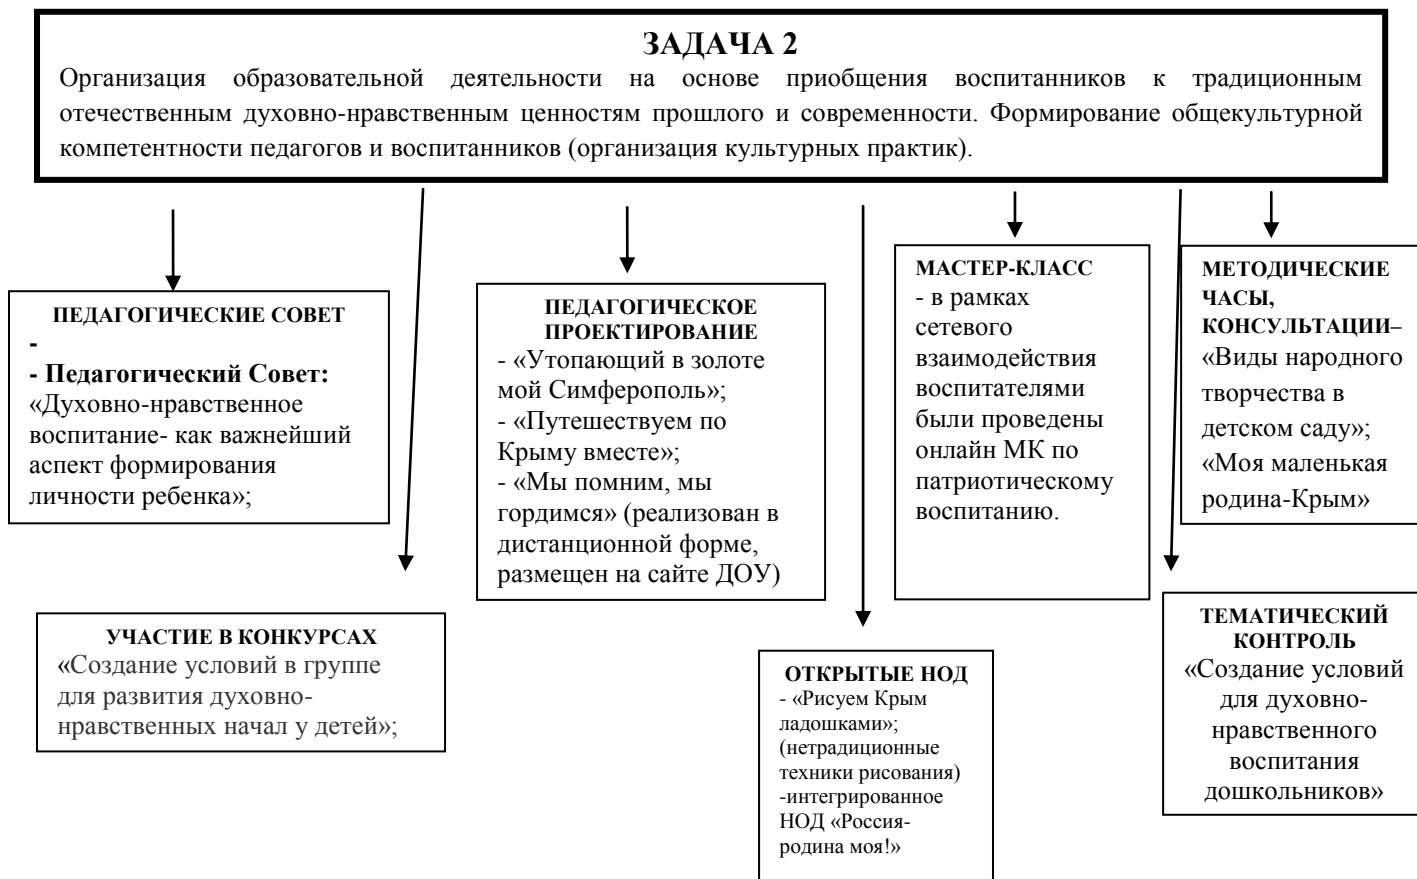 ЗАДАЧА 2
Организация образовательной деятельности на основе приобщения воспитанников к традиционным
отечественным духовно-нравственным ценностям прошлого и современности. Формирование общекультурной
компетентности педагогов и воспитанников (организация культурных практик).
ПЕДАГОГИЧЕСКИЕ СОВЕТ
-
- Педагогический Совет:
«Духовно-нравственное
воспитание- как важнейший
аспект формирования
личности ребенка»;
ПЕДАГОГИЧЕСКОЕ
ПРОЕКТИРОВАНИЕ
- «Утопающий в золоте
мой Симферополь»;
- «Путешествуем по
Крыму вместе»;
- «Мы помним, мы
гордимся» (реализован в
дистанционной форме,
размещен на сайте ДОУ)
МАСТЕР-КЛАСС
- в рамках
сетевого
взаимодействия
воспитателями
были проведены
онлайн МК по
патриотическому
воспитанию.
МЕТОДИЧЕСКИЕ
ЧАСЫ,
КОНСУЛЬТАЦИИ–
«Виды народного
творчества в
детском саду»;
«Моя маленькая
родина-Крым»
УЧАСТИЕ В КОНКУРСАХ
«Создание условий в группе
для развития духовно-
нравственных начал у детей»;
ОТКРЫТЫЕ НОД
- «Рисуем Крым
ладошками»;
(нетрадиционные
техники рисования)
-интегрированное
НОД «Россия-
родина моя!»
ТЕМАТИЧЕСКИЙ
КОНТРОЛЬ
«Создание условий
для духовно-
нравственного
воспитания
дошкольников»